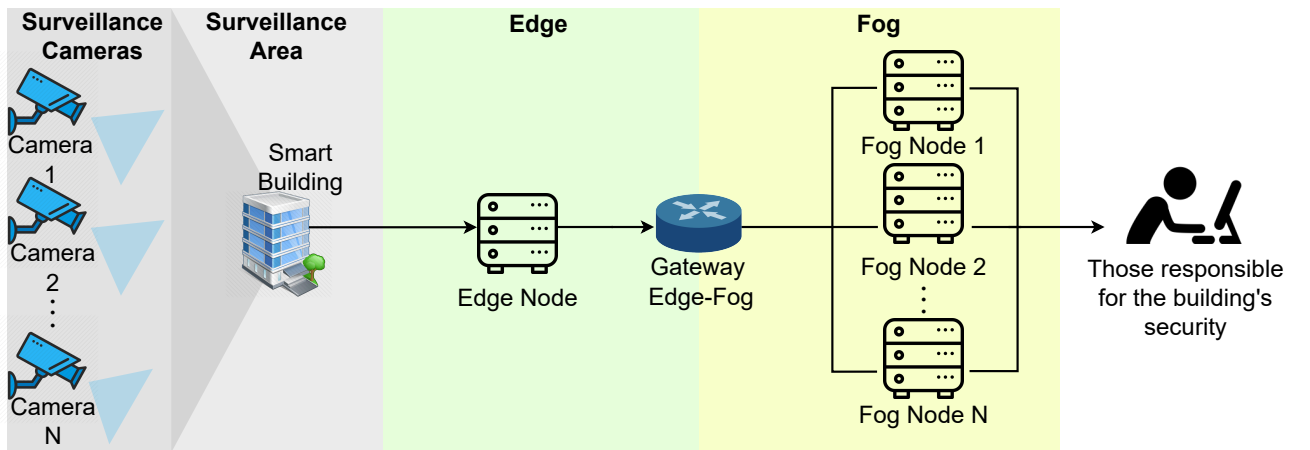 Surveillance
Cameras
Surveillance
Area
Edge
Fog
Camera
1
Camera
2
Camera
N
Smart
Building
Edge Node
Gateway
Edge-Fog
Fog Node 1
Fog Node 2
Fog Node N
Those responsible
for the building's
security